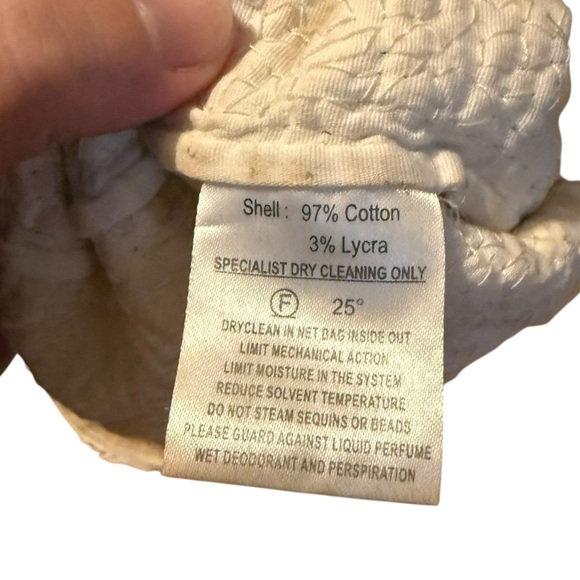 Shell : 97% Cotton
3% Lycra
SPECIALIST DRY CLEANING ONLY
F 25°
DRYCLEAN IN NET BAG INSIDE OUT
LIMIT MECHANICAL ACTION
LIMIT MOISTURE IN THE SYSTEM
REDUCE SOLVENT TEMPERATURE
DO NOT STEAM SEQUINS OR BEADS
PLEASE GUARD AGAINST LIQUID PERFUME
WET DEODORANT AND PERSPIRATION